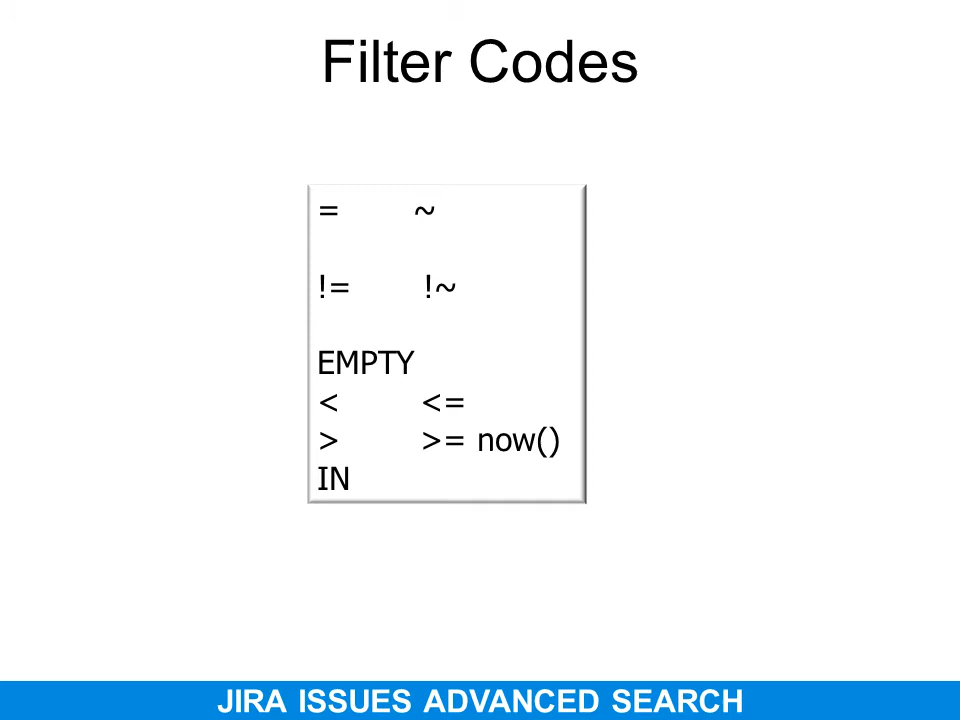 Filter Codes
= ~
!= !~
EMPTY
< <=
> >= now()
IN
JIRA ISSUES ADVANCED SEARCH